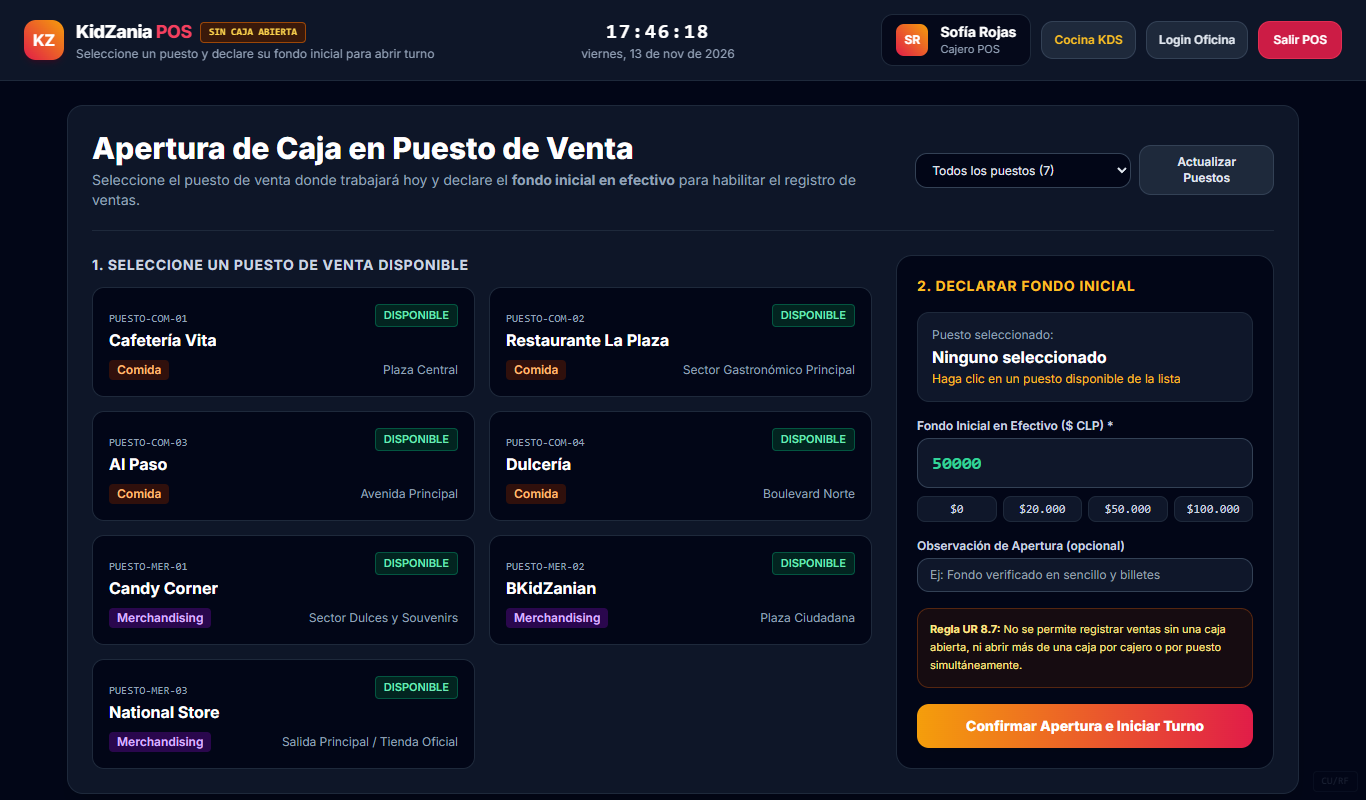 KZ
KidZania POS
SIN CAJA ABIERTA
Seleccione un puesto y declare su fondo inicial para abrir turno
17:46:18
viernes, 13 de nov de 2026
SR
Sofía Rojas
Cajero POS
Cocina KDS
Login Oficina
Salir POS
Apertura de Caja en Puesto de Venta
Seleccione el puesto de venta donde trabajará hoy y declare el fondo inicial en efectivo para habilitar el registro de
ventas.
Todos los puestos (7)
Actualizar
Puestos
1. SELECCIONE UN PUESTO DE VENTA DISPONIBLE
PUESTO-COM-01
DISPONIBLE
Cafetería Vita
Comida
Plaza Central
PUESTO-COM-02
DISPONIBLE
Restaurante La Plaza
Comida
Sector Gastronómico Principal
PUESTO-COM-03
DISPONIBLE
Al Paso
Comida
Avenida Principal
PUESTO-COM-04
DISPONIBLE
Dulcería
Comida
Boulevard Norte
PUESTO-MER-01
DISPONIBLE
Candy Corner
Merchandising
Sector Dulces y Souvenirs
PUESTO-MER-02
DISPONIBLE
BKidZanian
Merchandising
Plaza Ciudadana
PUESTO-MER-03
DISPONIBLE
National Store
Merchandising
Salida Principal / Tienda Oficial
2. DECLARAR FONDO INICIAL
Puesto seleccionado:
Ninguno seleccionado
Haga clic en un puesto disponible de la lista
Fondo Inicial en Efectivo ($ CLP) *
50000
$0
$20.000
$50.000
$100.000
Observación de Apertura (opcional)
Ej: Fondo verificado en sencillo y billetes
Regla UR 8.7: No se permite registrar ventas sin una caja
abierta, ni abrir más de una caja por cajero o por puesto
simultáneamente.
Confirmar Apertura e Iniciar Turno
CU/RF